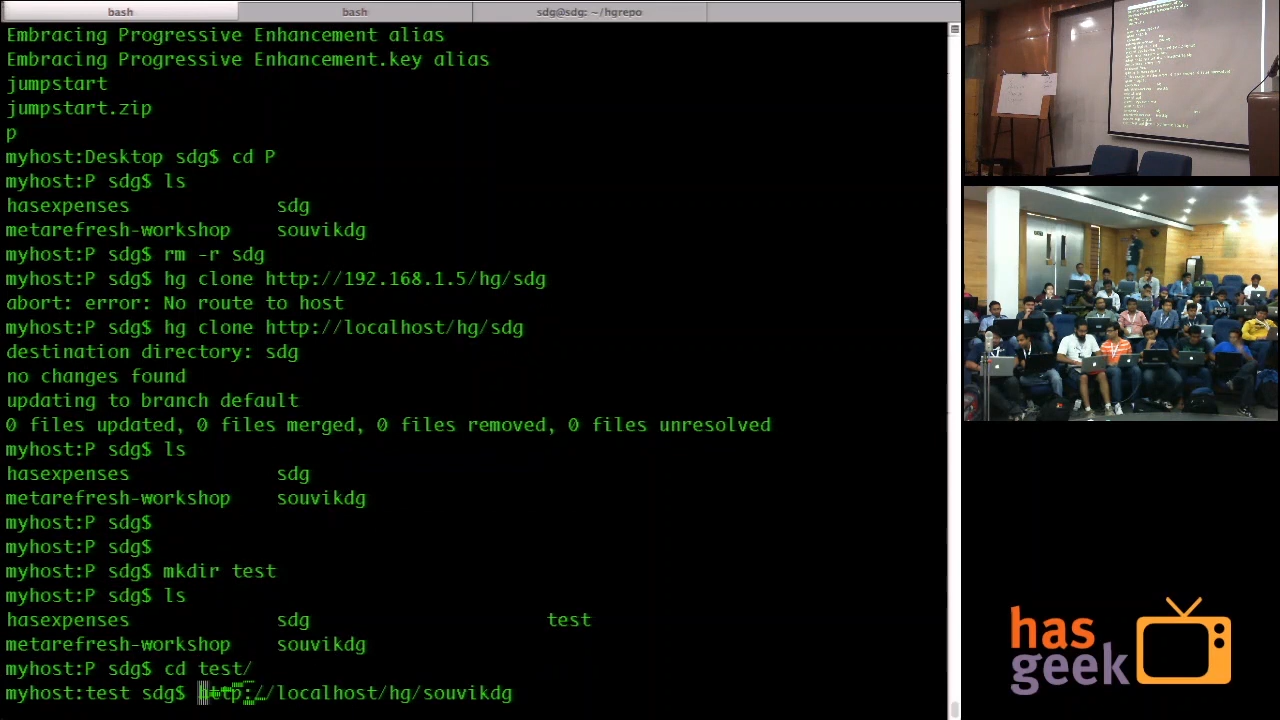 bash bash sdg@sdg: ~/hgrepo
Embracing Progressive Enhancement alias
Embracing Progressive Enhancement.key alias
jumpstart
jumpstart.zip
p
myhost:Desktop sdg$ cd P
myhost:P sdg$ ls
hasexpenses sdg
metarefresh-workshop souvikdg
myhost:P sdg$ rm -r sdg
myhost:P sdg$ hg clone http://192.168.1.5/hg/sdg
abort: error: No route to host
myhost:P sdg$ hg clone http://localhost/hg/sdg
destination directory: sdg
no changes found
updating to branch default
0 files updated, 0 files merged, 0 files removed, 0 files unresolved
myhost:P sdg$ ls
hasexpenses sdg
metarefresh-workshop souvikdg
myhost:P sdg$
myhost:P sdg$
myhost:P sdg$ mkdir test
myhost:P sdg$ ls
hasexpenses sdg test
metarefresh-workshop souvikdg
myhost:P sdg$ cd test/
myhost:test sdg$ http://localhost/hg/souvikdg
has
geek